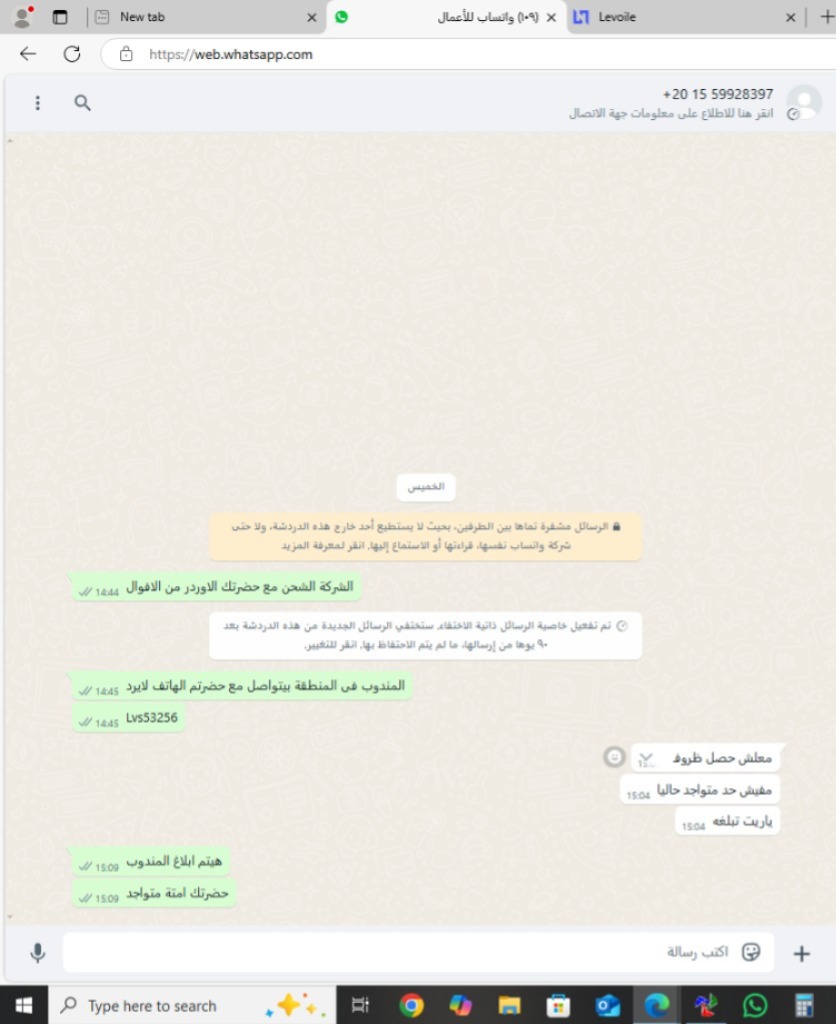 New tab
(١٠٩) واتساب للأعمال
Levoile
https://web.whatsapp.com
+20 15 59928397
انقر هنا للاطلاع على معلومات جهة الاتصال
الخميس
الرسائل مشفرة تمامًا بين الطرفين، بحيث لا يستطيع أحد خارج هذه الدردشة، ولا حتى
شركة واتساب نفسها، قراءتها أو الاستماع إليها. انقر لمعرفة المزيد
الشركة الشحن مع حضرتك الاوردر من الافوال 14:44
تم تفعيل خاصية الرسائل ذاتية الاختفاء. ستختفي الرسائل الجديدة من هذه الدردشة بعد
٩٠ يومًا من إرسالها، ما لم يتم الاحتفاظ بها. انقر للتغيير.
المندوب فى المنطقة بيتواصل مع حضرتم الهاتف لايرد 14:45
Lvs53256 14:45
معلش حصل ظروف
مفيش حد متواجد حاليا 15:04
ياريت تبلغه 15:04
هيتم ابلاغ المندوب 15:09
حضرتك امتة متواجد 15:09
اكتب رسالة
Type here to search